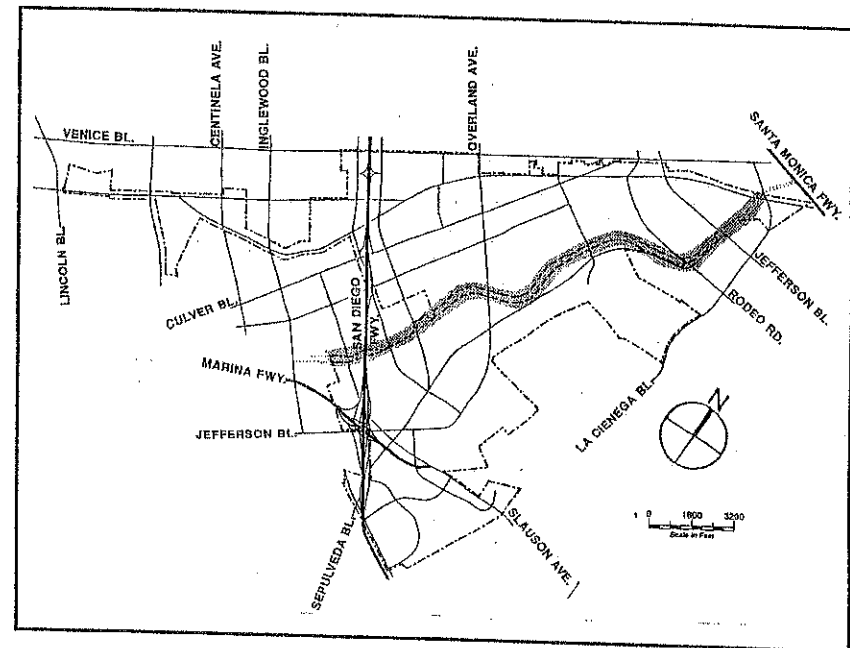 CENTINELA AVE.
INGLEWOOD BL.
OVERLAND AVE.
VENICE BL.
SANTA MONICA FWY.
LINCOLN BL.
CULVER BL.
SAN DIEGO
FWY.
JEFFERSON BL.
RODEO RD.
MARINA FWY.
LA CIENEGA BL.
N
JEFFERSON BL.
SEPULVEDA BL.
SLAUSON AVE.
0 1600 3200
Scale in Feet